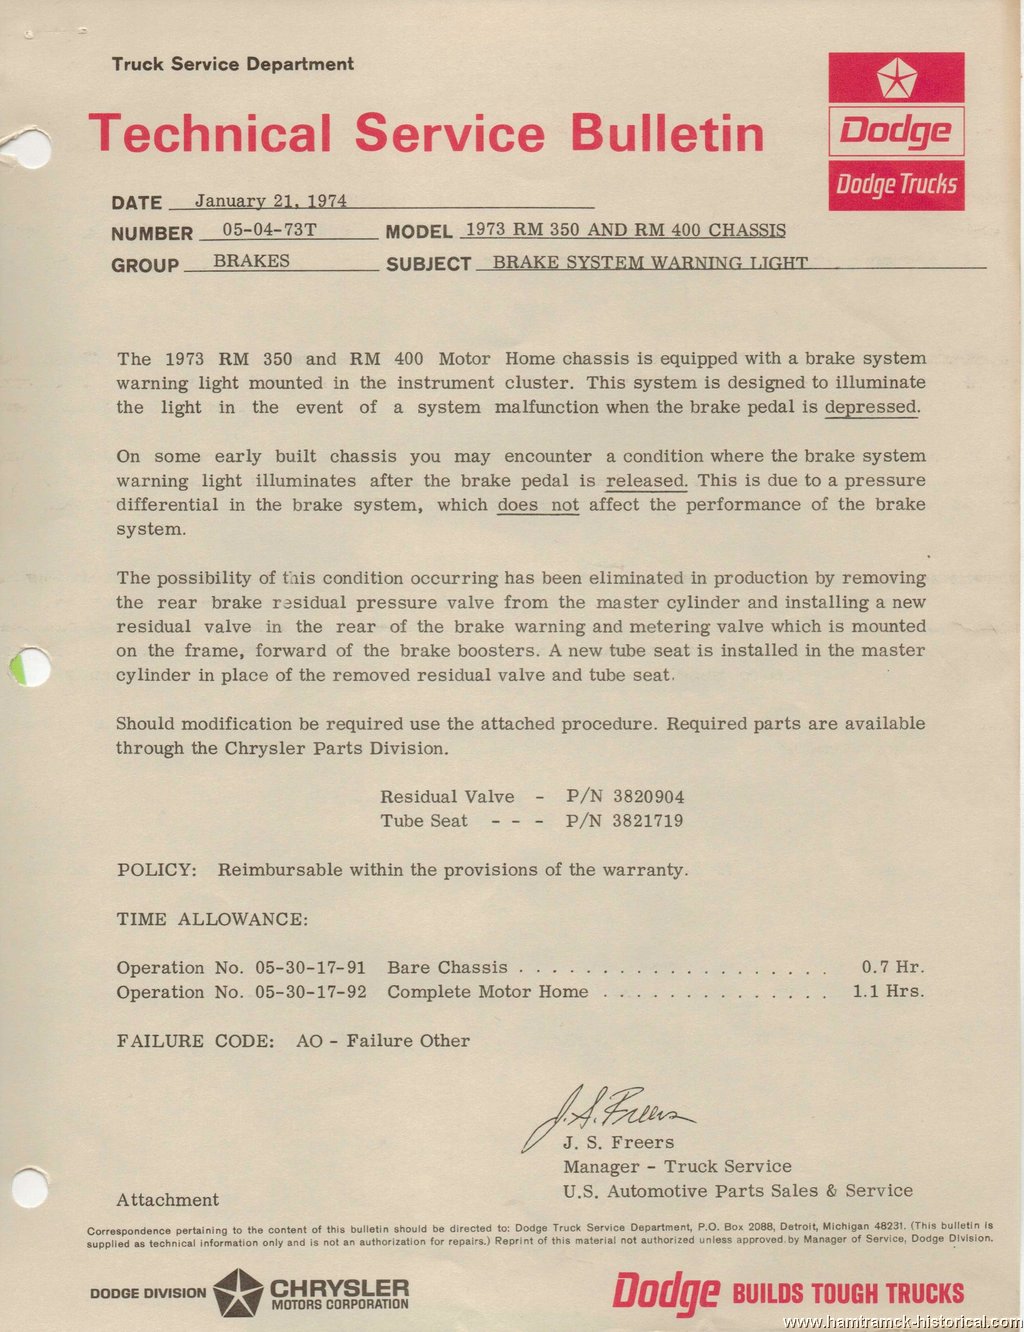 Truck Service Department
Technical Service Bulletin
Dodge
Dodge Trucks
DATE January 21, 1974
NUMBER 05-04-73T MODEL 1973 RM 350 AND RM 400 CHASSIS
GROUP BRAKES SUBJECT BRAKE SYSTEM WARNING LIGHT
The 1973 RM 350 and RM 400 Motor Home chassis is equipped with a brake system
warning light mounted in the instrument cluster. This system is designed to illuminate
the light in the event of a system malfunction when the brake pedal is depressed.
On some early built chassis you may encounter a condition where the brake system
warning light illuminates after the brake pedal is released. This is due to a pressure
differential in the brake system, which does not affect the performance of the brake
system.
The possibility of this condition occurring has been eliminated in production by removing
the rear brake residual pressure valve from the master cylinder and installing a new
residual valve in the rear of the brake warning and metering valve which is mounted
on the frame, forward of the brake boosters. A new tube seat is installed in the master
cylinder in place of the removed residual valve and tube seat.
Should modification be required use the attached procedure. Required parts are available
through the Chrysler Parts Division.
Residual Valve - P/N 3820904
Tube Seat - - - P/N 3821719
POLICY: Reimbursable within the provisions of the warranty.
TIME ALLOWANCE:
Operation No. 05-30-17-91 Bare Chassis . . . . . . . . . . . . . . . . . . . 0.7 Hr.
Operation No. 05-30-17-92 Complete Motor Home . . . . . . . . . . . . . . 1.1 Hrs.
FAILURE CODE: AO - Failure Other
J. S. Freers
J. S. Freers
Manager - Truck Service
U.S. Automotive Parts Sales & Service
Attachment
Correspondence pertaining to the content of this bulletin should be directed to: Dodge Truck Service Department, P.O. Box 2088, Detroit, Michigan 48231. (This bulletin is
supplied as technical information only and is not an authorization for repairs.) Reprint of this material not authorized unless approved by Manager of Service, Dodge Division.
DODGE DIVISION CHRYSLER
MOTORS CORPORATION
Dodge BUILDS TOUGH TRUCKS
www.hamtramck-historical.com